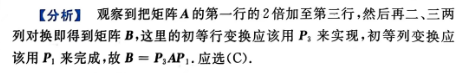 【分析】 观察到把矩阵A的第一行的2倍加至第三行,然后再二、三两
列对换即得到矩阵B,这里的初等行变换应该用P₃来实现,初等列变换应
该用P₁来完成,故B=P₃AP₁.应选(C).